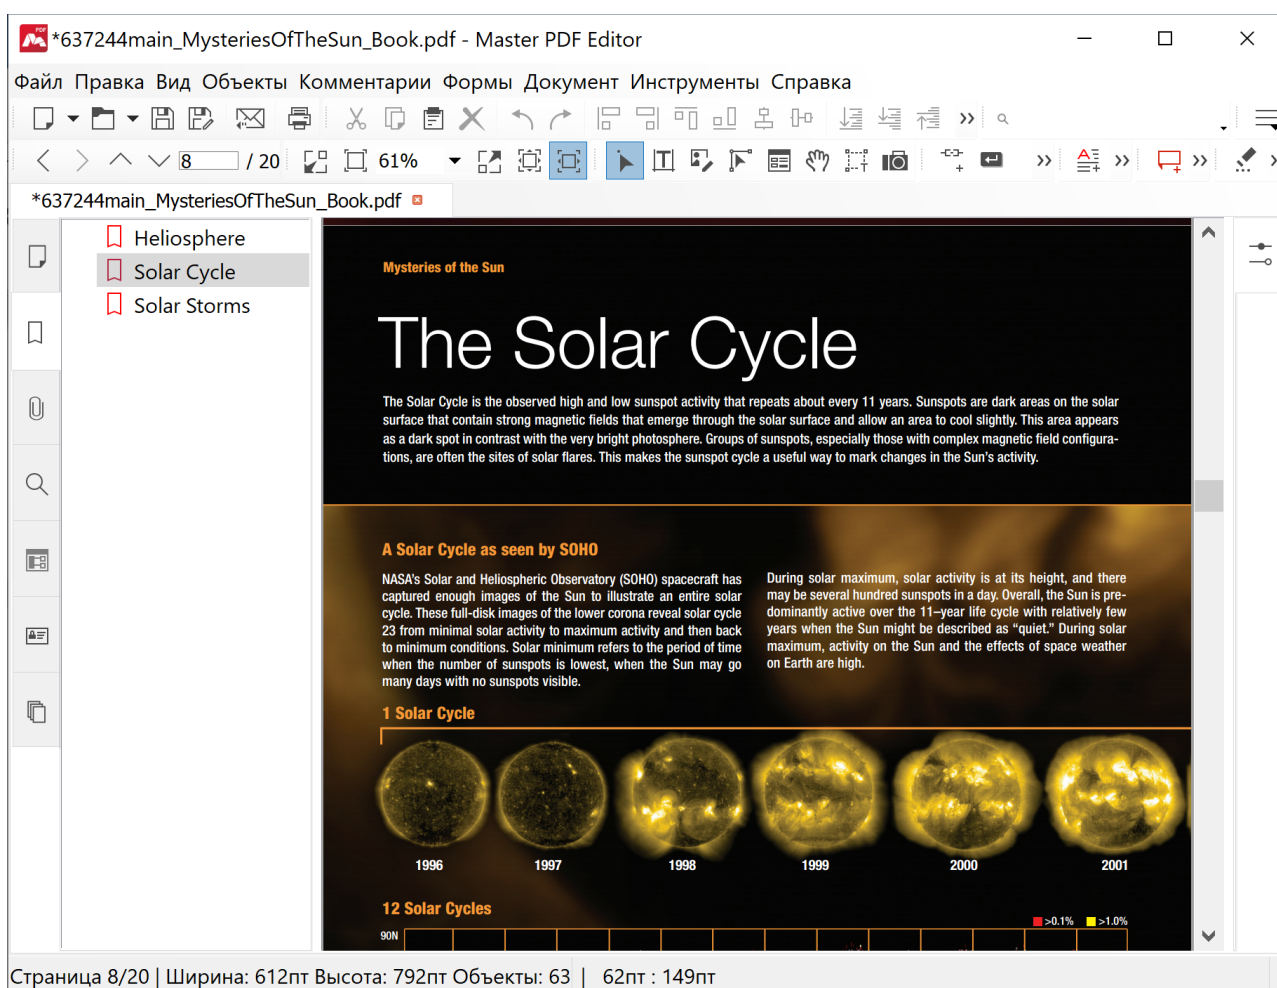 *637244main_MysteriesOfTheSun_Book.pdf - Master PDF Editor
Файл Правка Вид Объекты Комментарии Формы Документ Инструменты Справка
8 / 20 61%
*637244main_MysteriesOfTheSun_Book.pdf
Heliosphere
Solar Cycle
Solar Storms
Mysteries of the Sun
The Solar Cycle
The Solar Cycle is the observed high and low sunspot activity that repeats about every 11 years. Sunspots are dark areas on the solar
surface that contain strong magnetic fields that emerge through the solar surface and allow an area to cool slightly. This area appears
as a dark spot in contrast with the very bright photosphere. Groups of sunspots, especially those with complex magnetic field configura-
tions, are often the sites of solar flares. This makes the sunspot cycle a useful way to mark changes in the Sun's activity.
A Solar Cycle as seen by SOHO
NASA's Solar and Heliospheric Observatory (SOHO) spacecraft has
captured enough images of the Sun to illustrate an entire solar
cycle. These full-disk images of the lower corona reveal solar cycle
23 from minimal solar activity to maximum activity and then back
to minimum conditions. Solar minimum refers to the period of time
when the number of sunspots is lowest, when the Sun may go
many days with no sunspots visible.
During solar maximum, solar activity is at its height, and there
may be several hundred sunspots in a day. Overall, the Sun is pre-
dominantly active over the 11–year life cycle with relatively few
years when the Sun might be described as “quiet.” During solar
maximum, activity on the Sun and the effects of space weather
on Earth are high.
1 Solar Cycle
1996 1997 1998 1999 2000 2001
12 Solar Cycles
>0.1% >1.0%
90N
Страница 8/20 | Ширина: 612пт Высота: 792пт Объекты: 63 | 62пт : 149пт